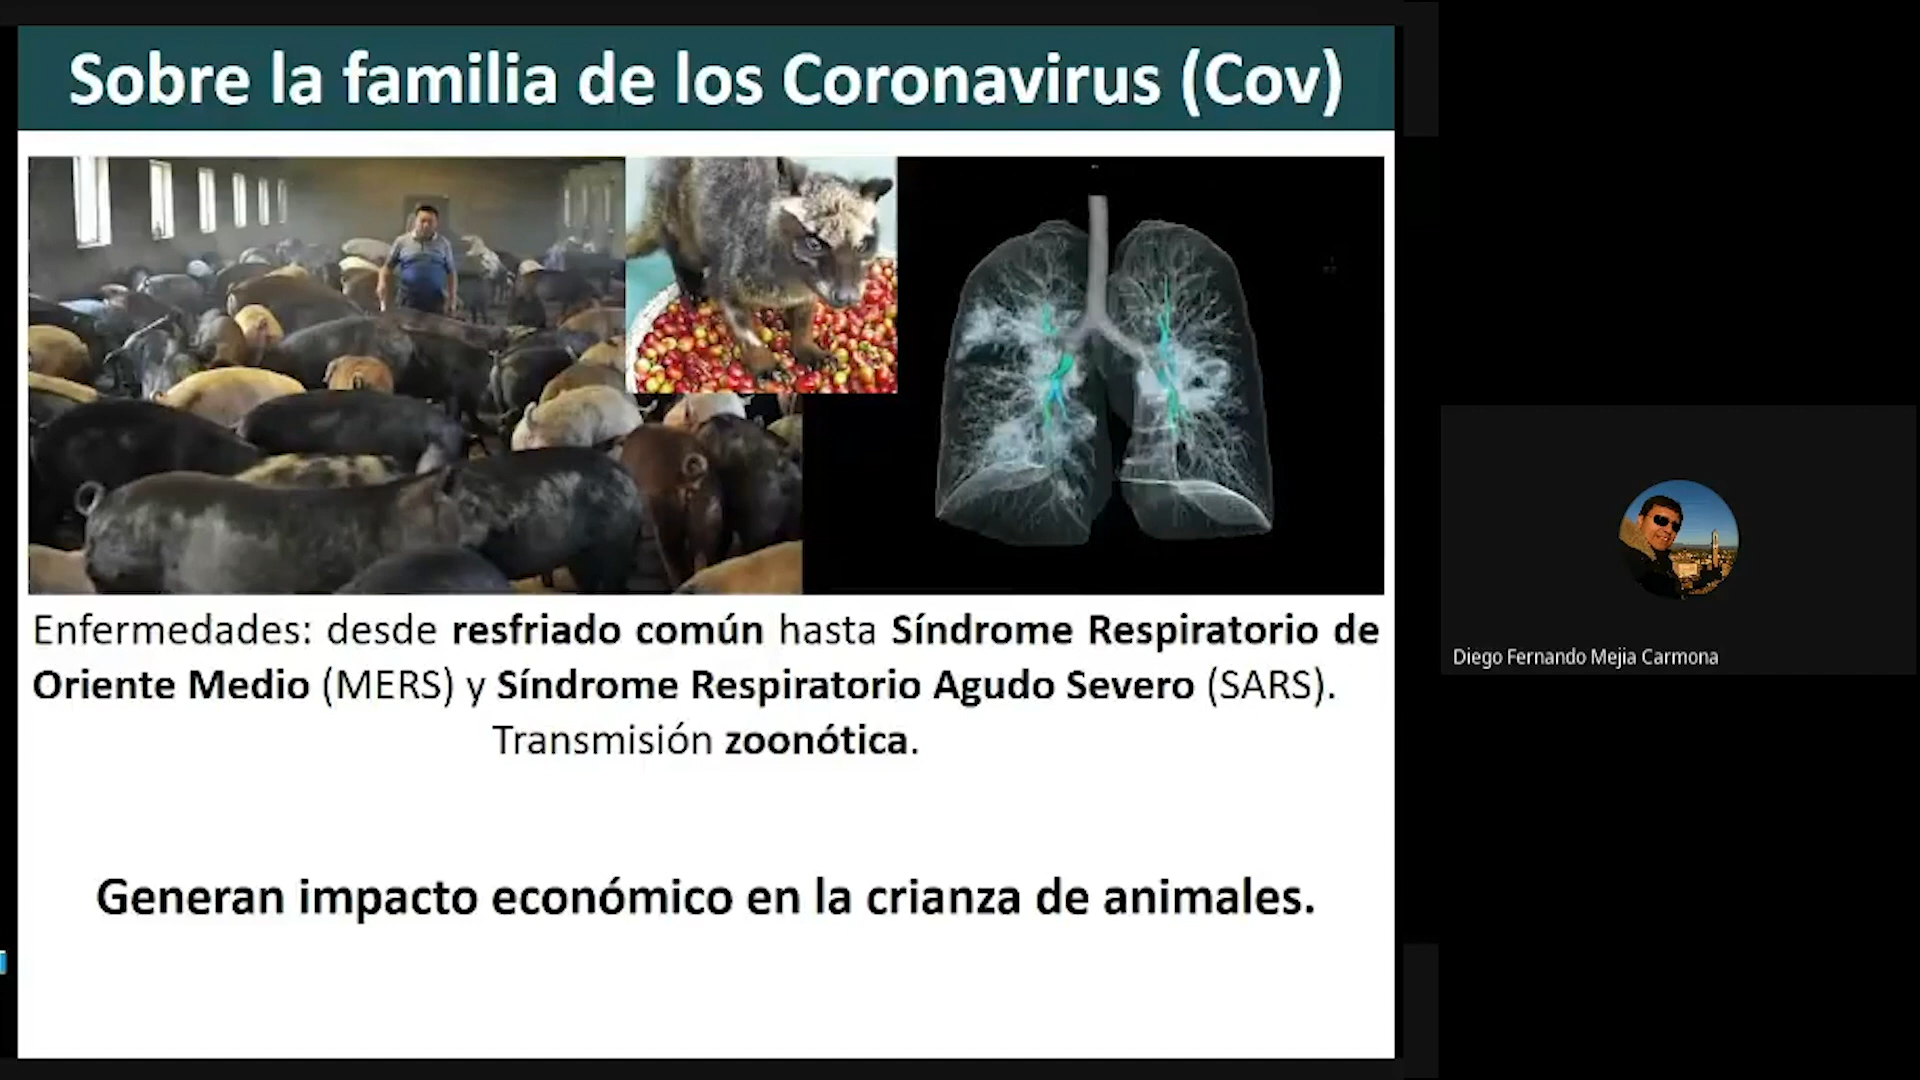 Sobre la familia de los Coronavirus (Cov)
Enfermedades: desde resfriado común hasta Síndrome Respiratorio de
Oriente Medio (MERS) y Síndrome Respiratorio Agudo Severo (SARS).
Transmisión zoonótica.
Generan impacto económico en la crianza de animales.
Diego Fernando Mejia Carmona